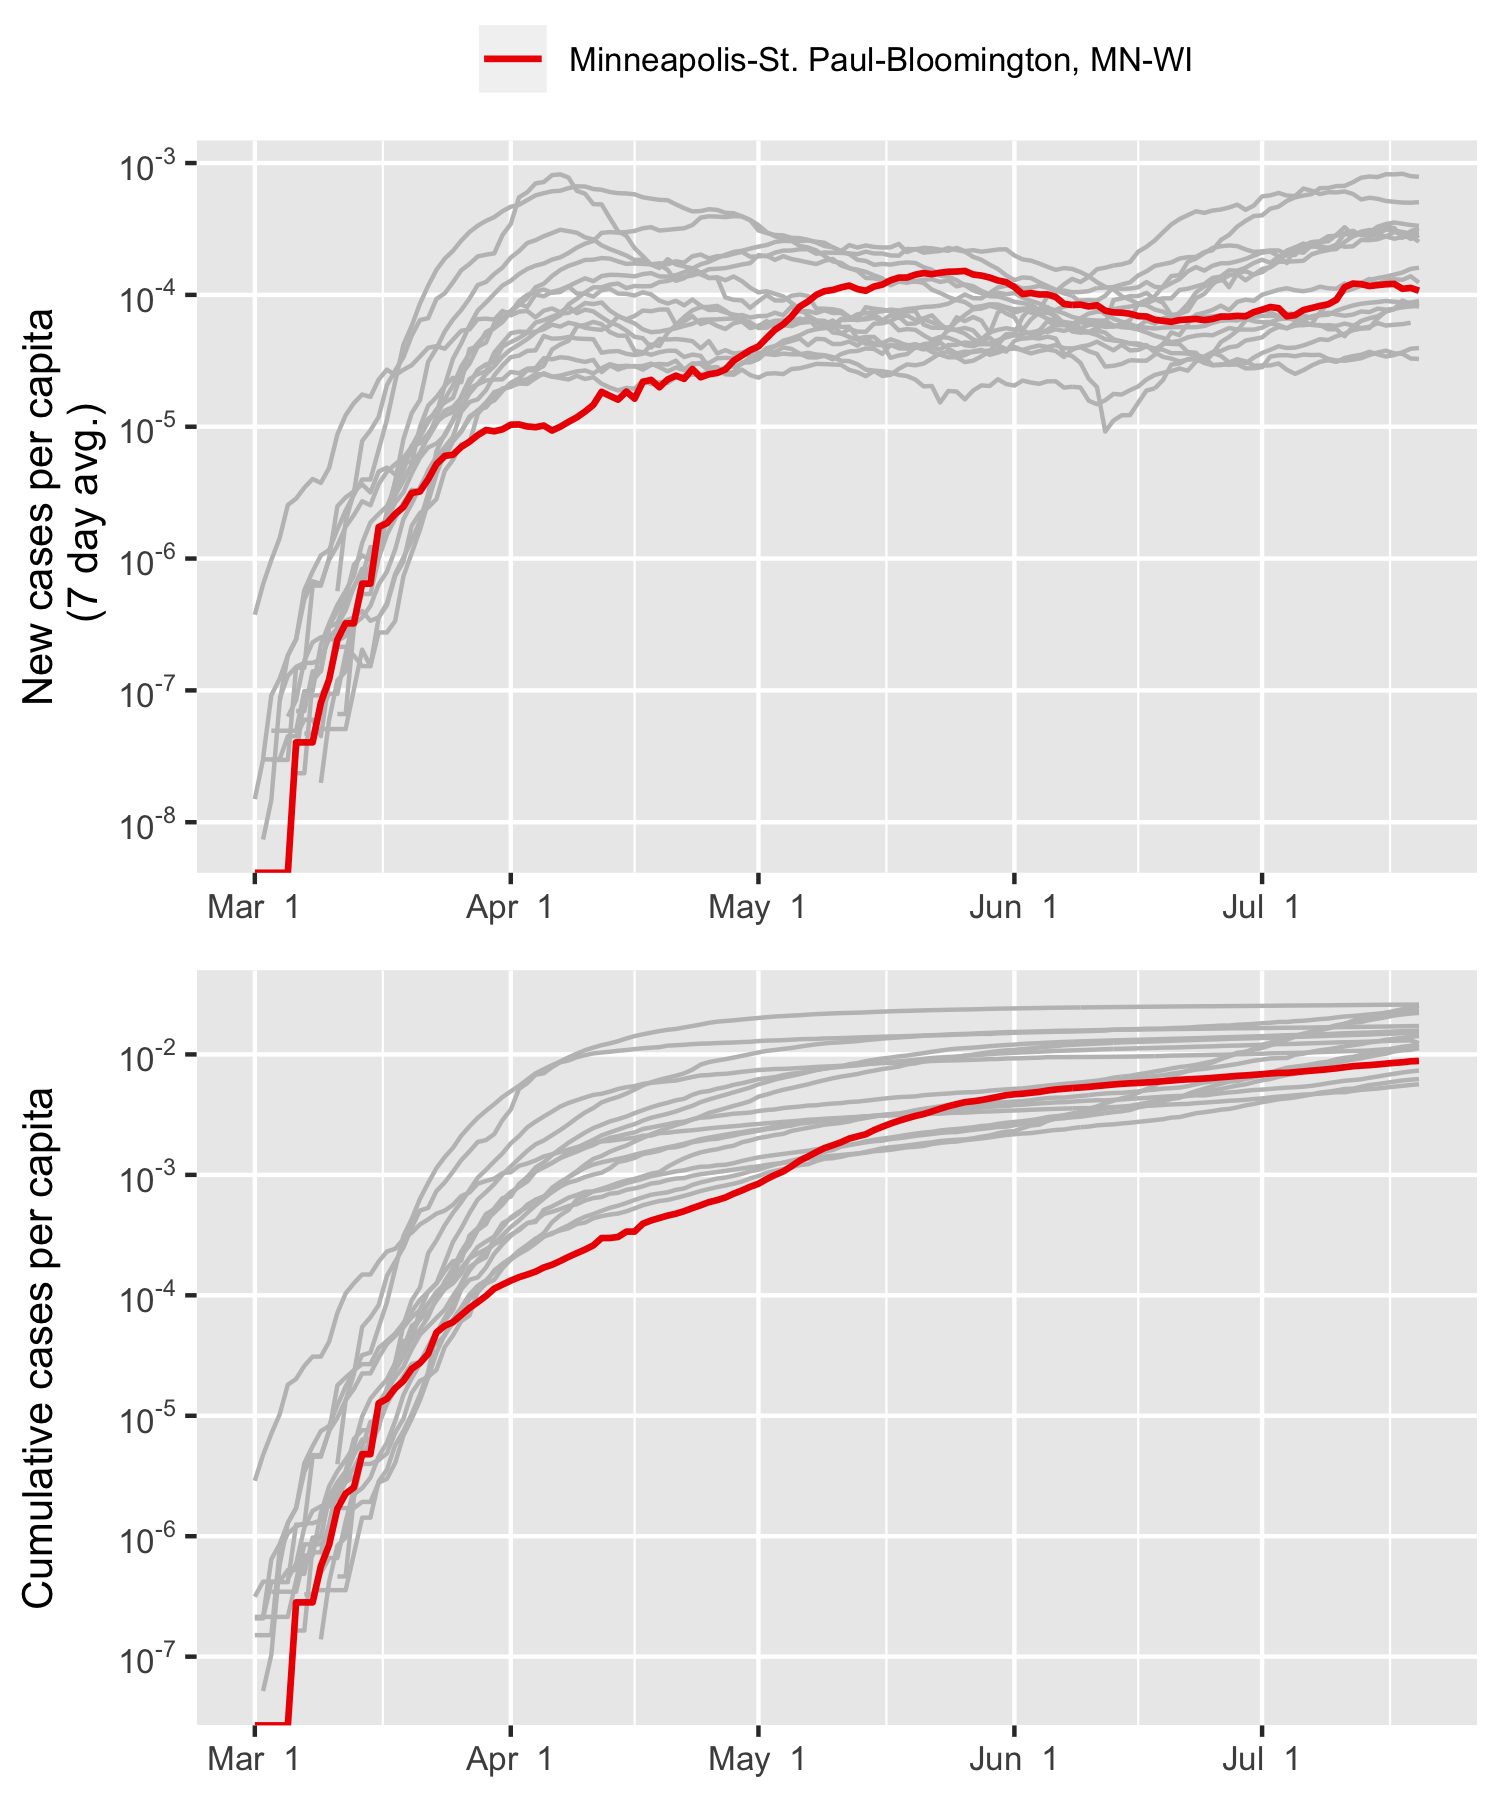 Minneapolis-St. Paul-Bloomington, MN-WI
New cases per capita
(7 day avg.)
10-3
10-4
10-5
10-6
10-7
10-8
Mar 1
Apr 1
May 1
Jun 1
Jul 1
Cumulative cases per capita
10-2
10-3
10-4
10-5
10-6
10-7
Mar 1
Apr 1
May 1
Jun 1
Jul 1